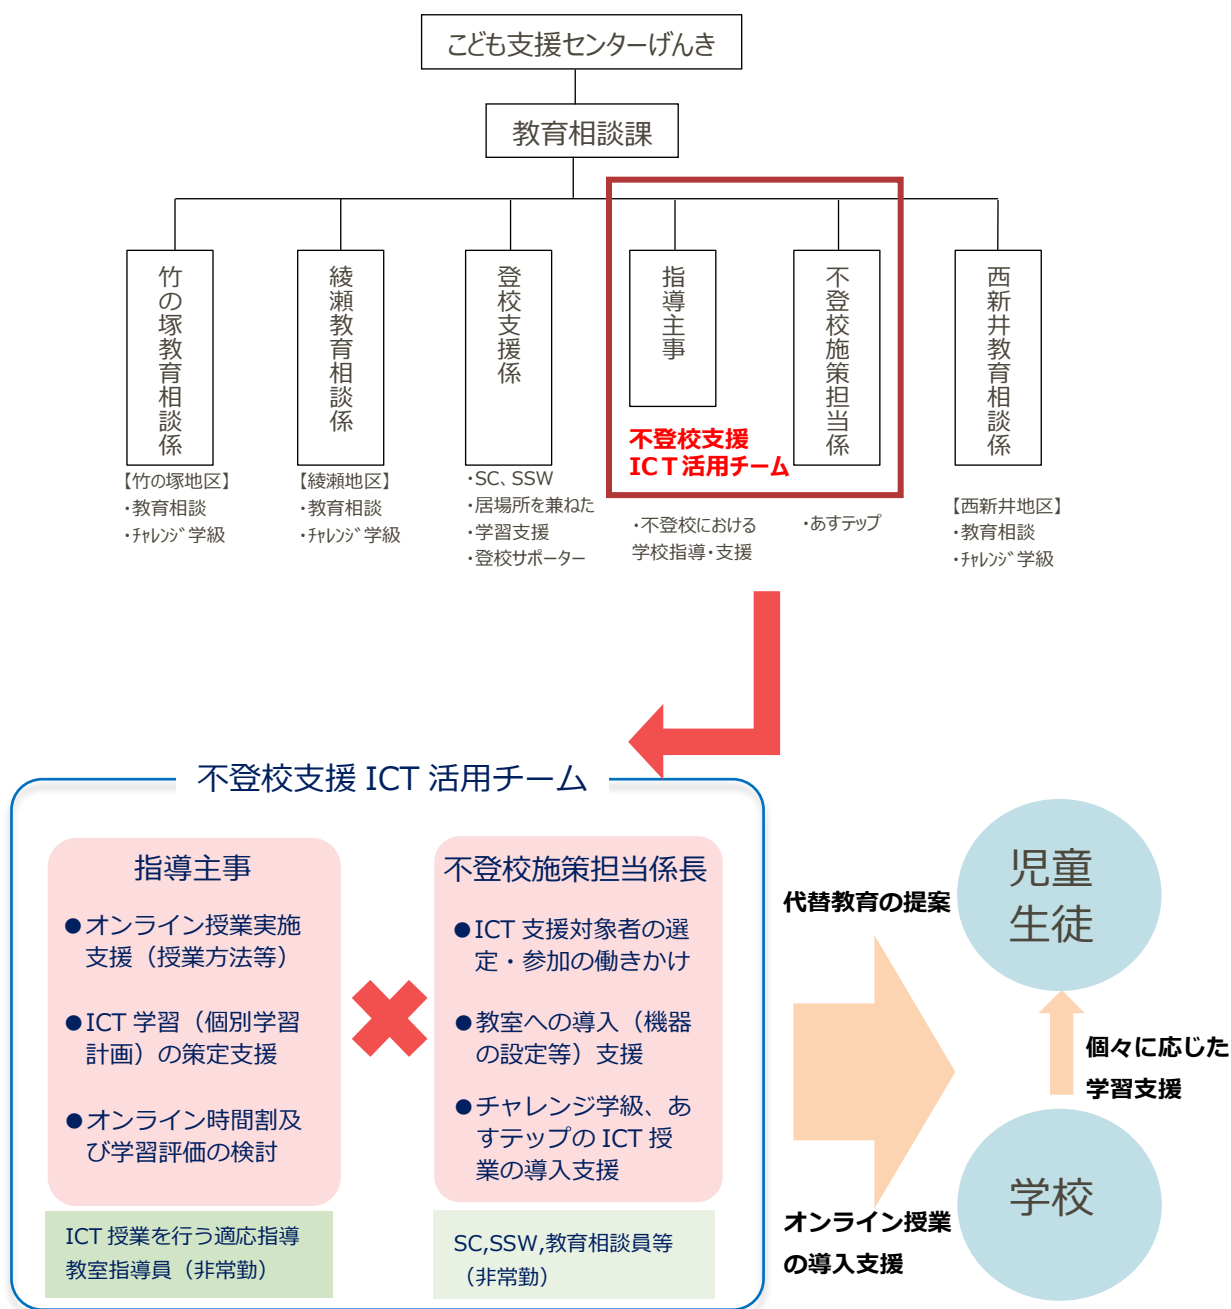 こども支援センターげんき
教育相談課
竹の塚教育相談係
綾瀬教育相談係
登校支援係
指導主事
不登校施策担当係
西新井教育相談係
不登校支援
ICT活用チーム
【竹の塚地区】
・教育相談
・ﾁｬﾚﾝｼﾞ学級
【綾瀬地区】
・教育相談
・ﾁｬﾚﾝｼﾞ学級
・SC、SSW
・居場所を兼ねた
・学習支援
・登校サポーター
・不登校における
学校指導・支援
・あすテップ
【西新井地区】
・教育相談
・ﾁｬﾚﾝｼﾞ学級
不登校支援 ICT 活用チーム
指導主事
●オンライン授業実施
支援（授業方法等）
●ICT 学習（個別学習
計画）の策定支援
●オンライン時間割及
び学習評価の検討
ICT 授業を行う適応指導
教室指導員（非常勤）
不登校施策担当係長
●ICT 支援対象者の選
定・参加の働きかけ
●教室への導入（機器
の設定等）支援
●チャレンジ学級、あ
すテップの ICT 授
業の導入支援
SC,SSW,教育相談員等
（非常勤）
代替教育の提案
オンライン授業
の導入支援
児童
生徒
個々に応じた
学習支援
学校